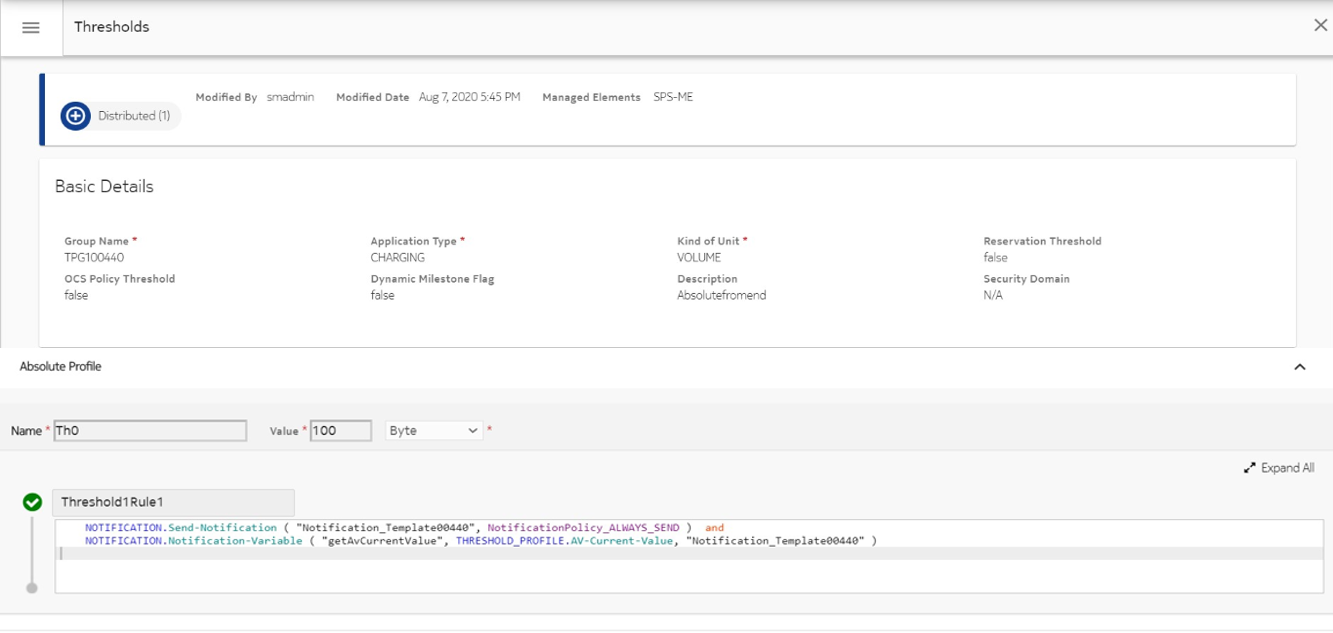 Thresholds
Modified By smadmin Modified Date Aug 7, 2020 5:45 PM Managed Elements SPS-ME
Distributed (1)
Basic Details
Group Name * Application Type * Kind of Unit * Reservation Threshold
TPG100440 CHARGING VOLUME false
OCS Policy Threshold Dynamic Milestone Flag Description Security Domain
false false Absolutefromend N/A
Absolute Profile
Name * Th0 Value * 100 Byte *
Expand All
Threshold1Rule1
NOTIFICATION.Send-Notification ( "Notification_Template00440", NotificationPolicy_ALWAYS_SEND ) and
NOTIFICATION.Notification-Variable ( "getAvCurrentValue", THRESHOLD_PROFILE.AV-Current-Value, "Notification_Template00440" )